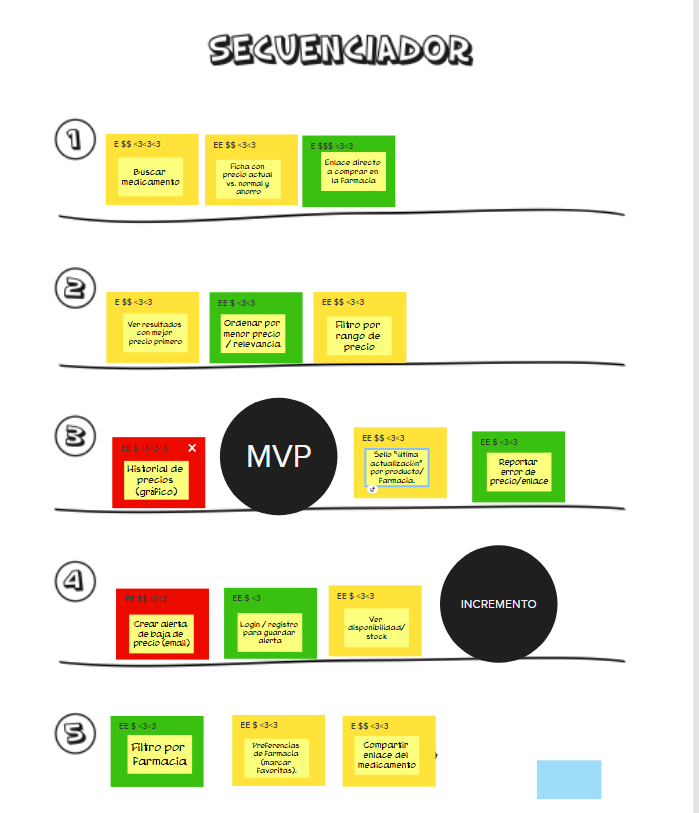 SECUENCIADOR
1
E $$ <3<3<3
Buscar
medicamento
EE $$ <3<3
Ficha con
precio actual
vs. normal y
ahorro
E $$$ <3<3
Enlace directo
a comprar en
la farmacia
2
E $$ <3<3
Ver resultados
con mejor
precio primero
EE $ <3<3
Ordenar por
menor precio
/ relevancia
EE $$ <3<3
Filtro por
rango de
precio
3
EE $ <3<3<3
Historial de
precios
(gráfico)
MVP
EE $$ <3<3
Sello "última
actualización"
por producto/
farmacia.
EE $ <3<3
Reportar
error de
precio/enlace
4
EE $$ <3<3
Crear alerta
de baja de
precio (email)
EE $ <3
Login / registro
para guardar
alerta
EE $ <3<3
Ver
disponibilidad/
stock
INCREMENTO
5
EE $ <3<3
Filtro por
farmacia
EE $ <3<3
Preferencias
de farmacia
(marcar
favoritas).
E $$ <3<3
Compartir
enlace del
medicamento